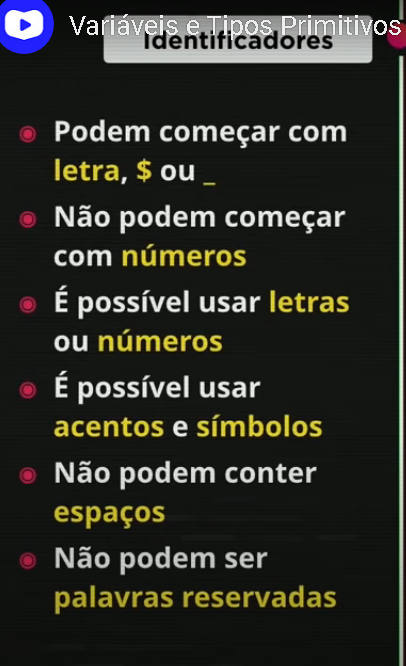 Variáveis e Tipos Primitivos
Identificadores
Podem começar com
letra, $ ou _
Não podem começar
com números
É possível usar letras
ou números
É possível usar
acentos e símbolos
Não podem conter
espaços
Não podem ser
palavras reservadas